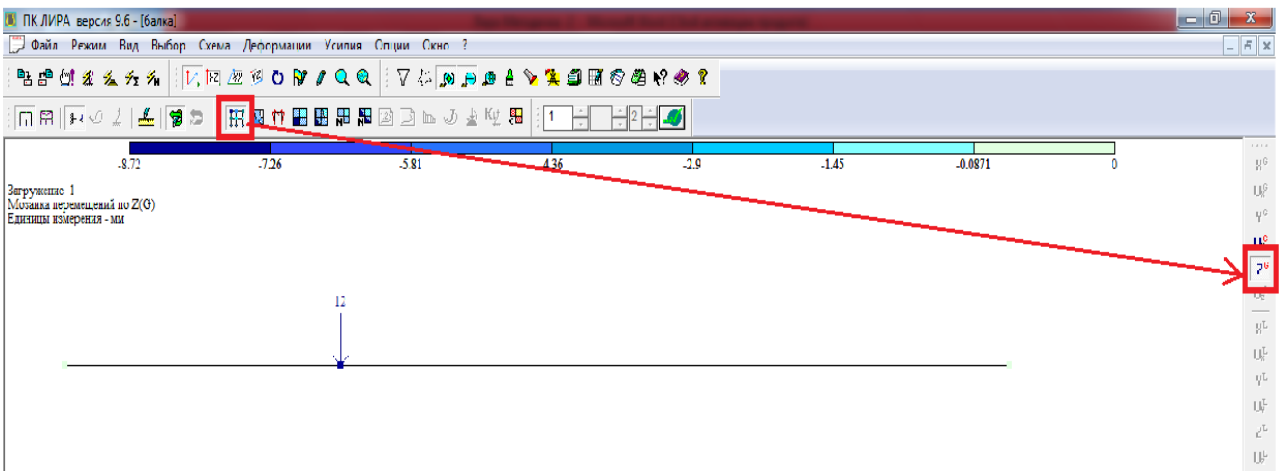 ПК ЛИРА версия 9.6 - [балка]
Файл Режим Вид Выбор Схема Деформации Усилия Опции Окно ?
1 2
-8.72 -7.26 -5.81 4.36 -2.9 -1.45 -0.0871 0
Загружение 1
Мозаика перемещений по Z(G)
Единицы измерения - мм
12